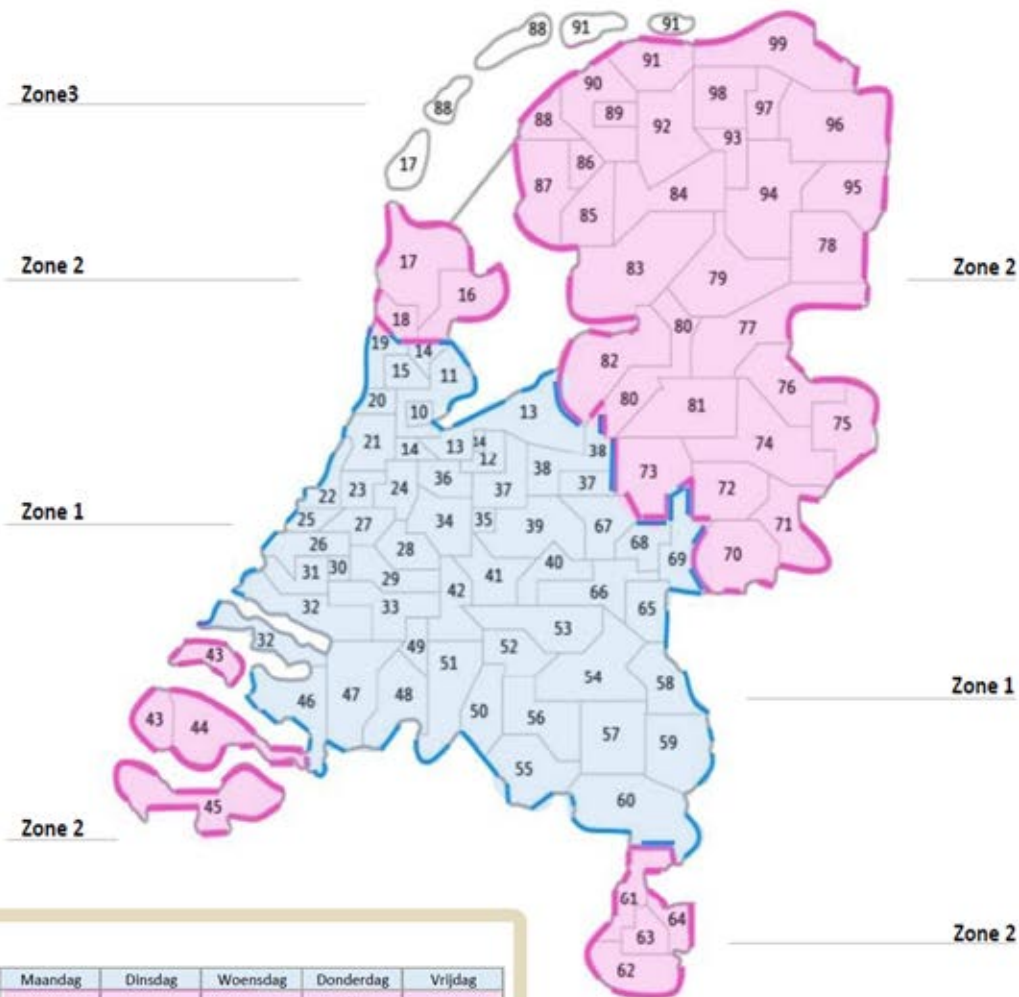 88 91 91 99
91
Zone3
90
98
88 89 97
88 92 93 96
17 86
87 84 94 95
85
17 78
Zone 2
83 79
Zone 2
16
18 80 77
19 14
82
15 11 76
20 80 81
10 13 75
21 14 13 14 38 74
12
36 38 73
22 23 24 37 37 72
Zone 1
25 27 34 35 39 67 71
26 28 68
31 30 40 69 70
29 42 41 66
32 33 65
32 53
49 52
43 51 54 58
46 47 48
Zone 1
43 44 50 56
57 59
55
45 60
Zone 2
61
64
63
Zone 2
62
Maandag Dinsdag Woensdag Donderdag Vrijdag